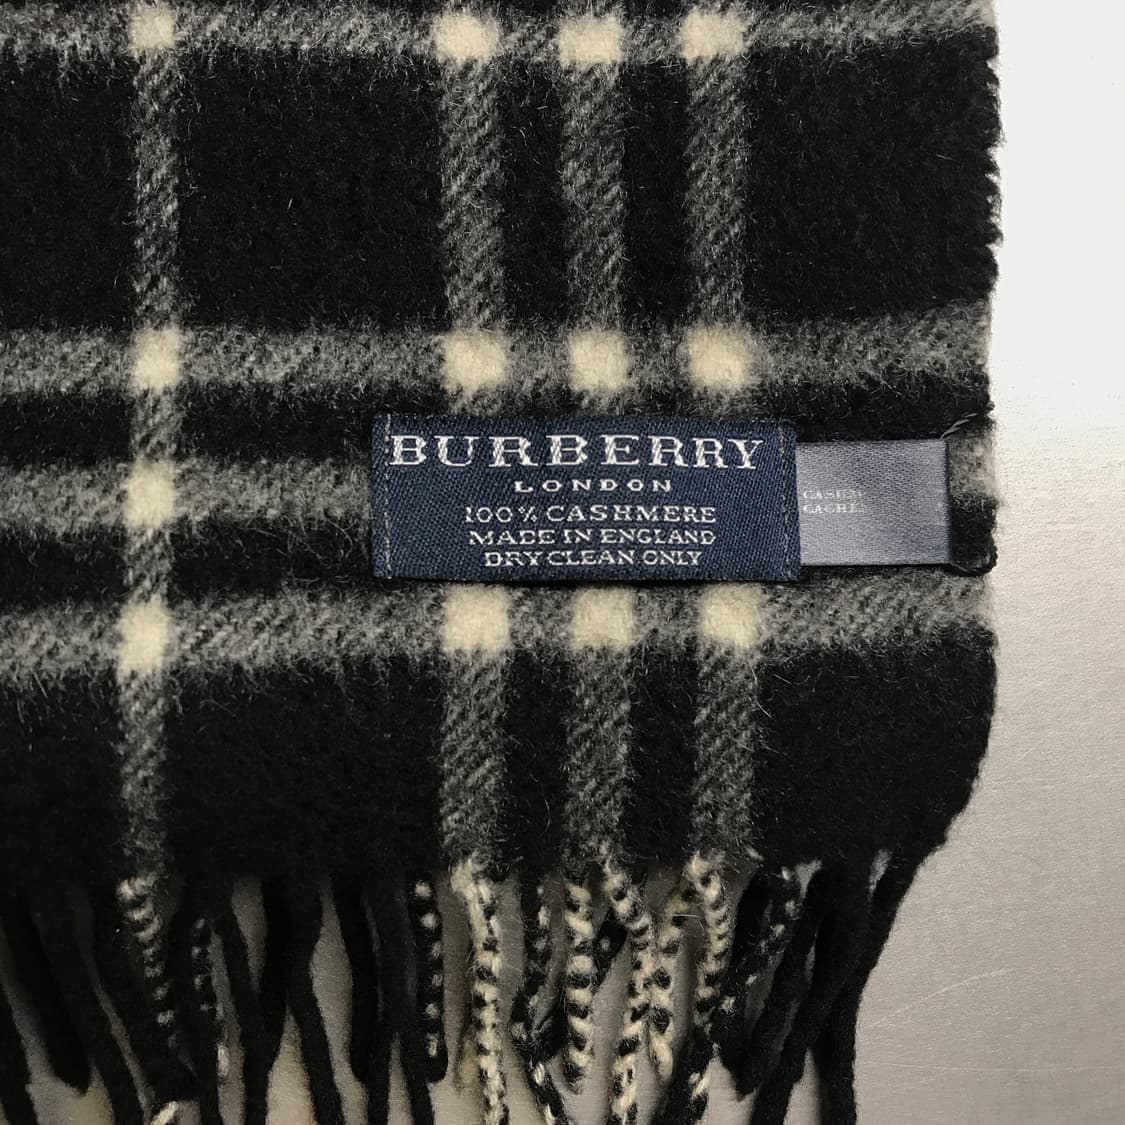 BURBERRY
LONDON
100% CASHMERE
MADE IN ENGLAND
DRY CLEAN ONLY